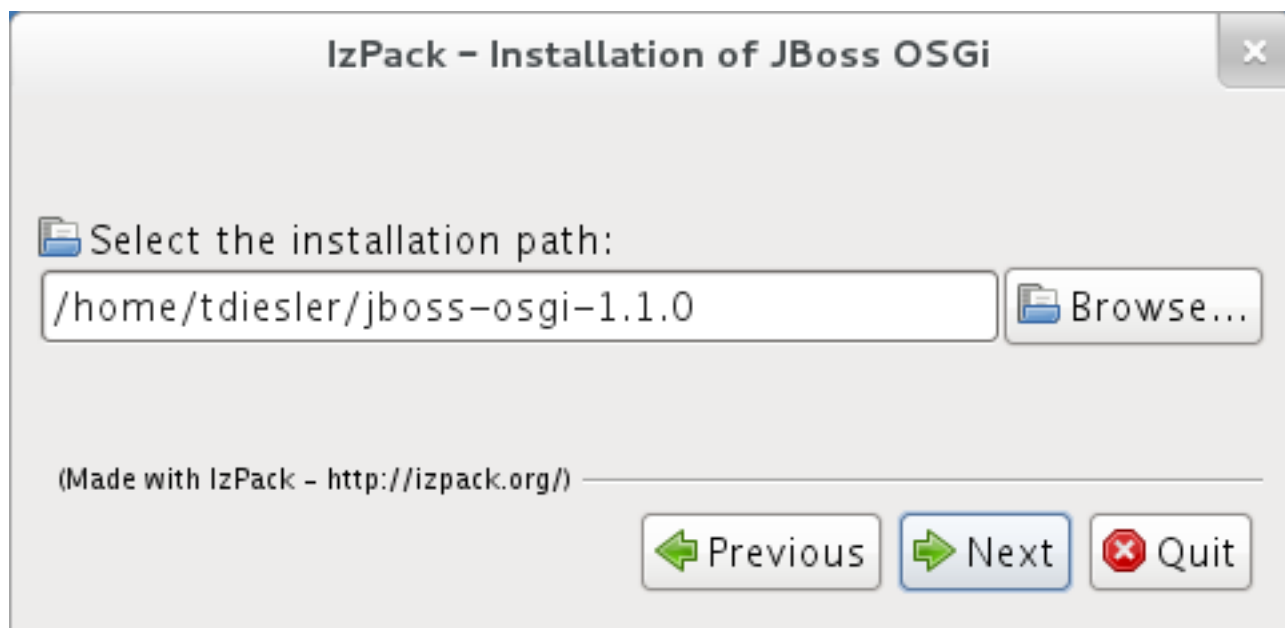 IzPack - Installation of JBoss OSGi
Select the installation path:
/home/tdiesler/jboss-osgi-1.1.0
Browse...
(Made with IzPack - http://izpack.org/)
Previous
Next
Quit